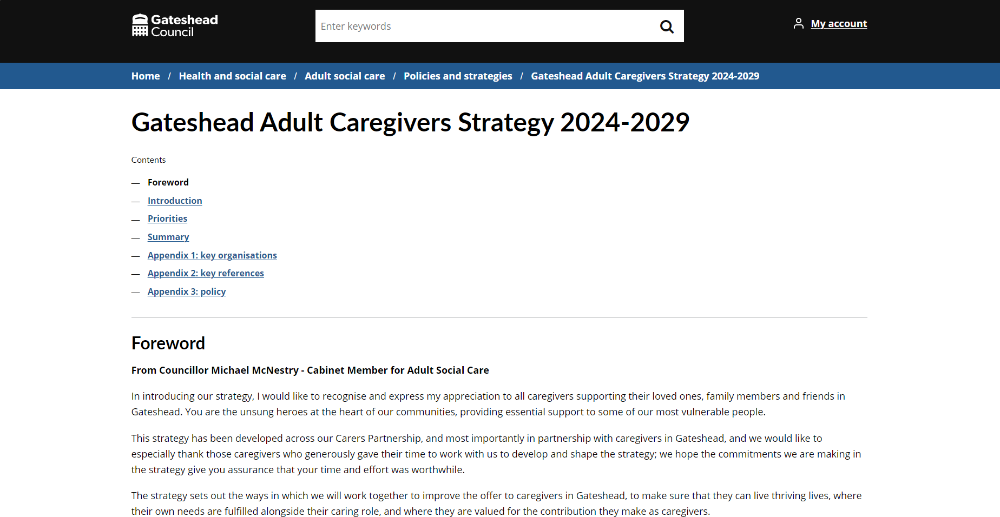 Gateshead
Council
Enter keywords
My account
Home / Health and social care / Adult social care / Policies and strategies / Gateshead Adult Caregivers Strategy 2024-2029
Gateshead Adult Caregivers Strategy 2024-2029
Contents
— Foreword
— Introduction
— Priorities
— Summary
— Appendix 1: key organisations
— Appendix 2: key references
— Appendix 3: policy
Foreword
From Councillor Michael McNestry - Cabinet Member for Adult Social Care
In introducing our strategy, I would like to recognise and express my appreciation to all caregivers supporting their loved ones, family members and friends in
Gateshead. You are the unsung heroes at the heart of our communities, providing essential support to some of our most vulnerable people.
This strategy has been developed across our Carers Partnership, and most importantly in partnership with caregivers in Gateshead, and we would like to
especially thank those caregivers who generously gave their time to work with us to develop and shape the strategy; we hope the commitments we are making in
the strategy give you assurance that your time and effort was worthwhile.
The strategy sets out the ways in which we will work together to improve the offer to caregivers in Gateshead, to make sure that they can live thriving lives, where
their own needs are fulfilled alongside their caring role, and where they are valued for the contribution they make as caregivers.